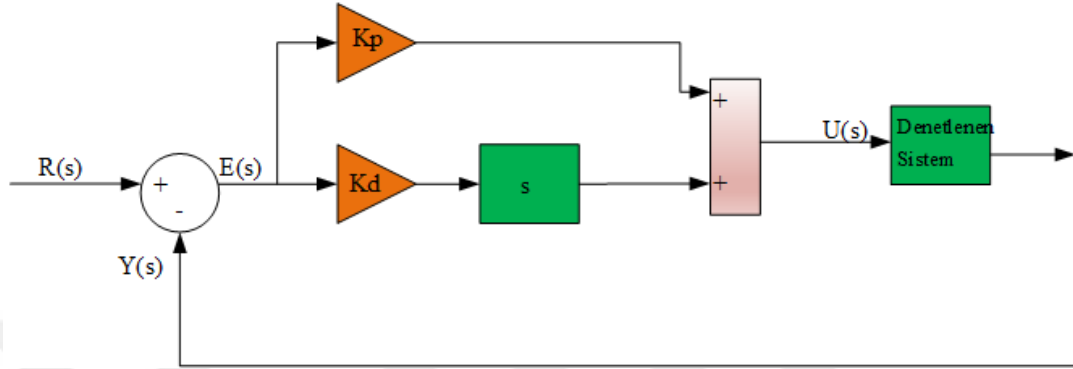 Kp
+
R(s)
+
-
E(s)
Kd
s
+
U(s)
Denetlenen
Sistem
Y(s)